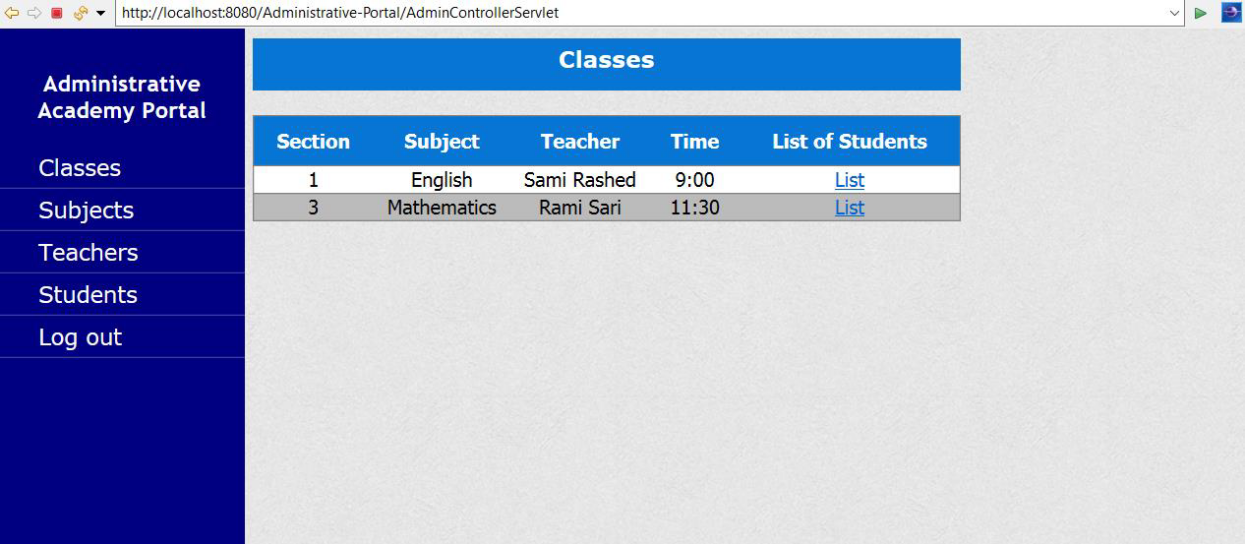 http://localhost:8080/Administrative-Portal/AdminControllerServlet
Administrative
Academy Portal
Classes
Subjects
Teachers
Students
Log out
Classes
Section Subject Teacher Time List of Students
1 English Sami Rashed 9:00 List
3 Mathematics Rami Sari 11:30 List